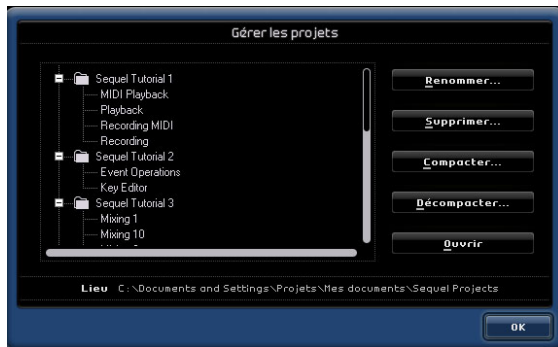 Gérer les projets
Sequel Tutorial 1
MIDI Playback
Playback
Recording MIDI
Recording
Sequel Tutorial 2
Event Operations
Key Editor
Sequel Tutorial 3
Mixing 1
Mixing 10
Renommer...
Supprimer...
Compacter...
Décompacter...
Ouvrir
Lieu C:\Documents and Settings\Projets\Mes documents\Sequel Projects
OK